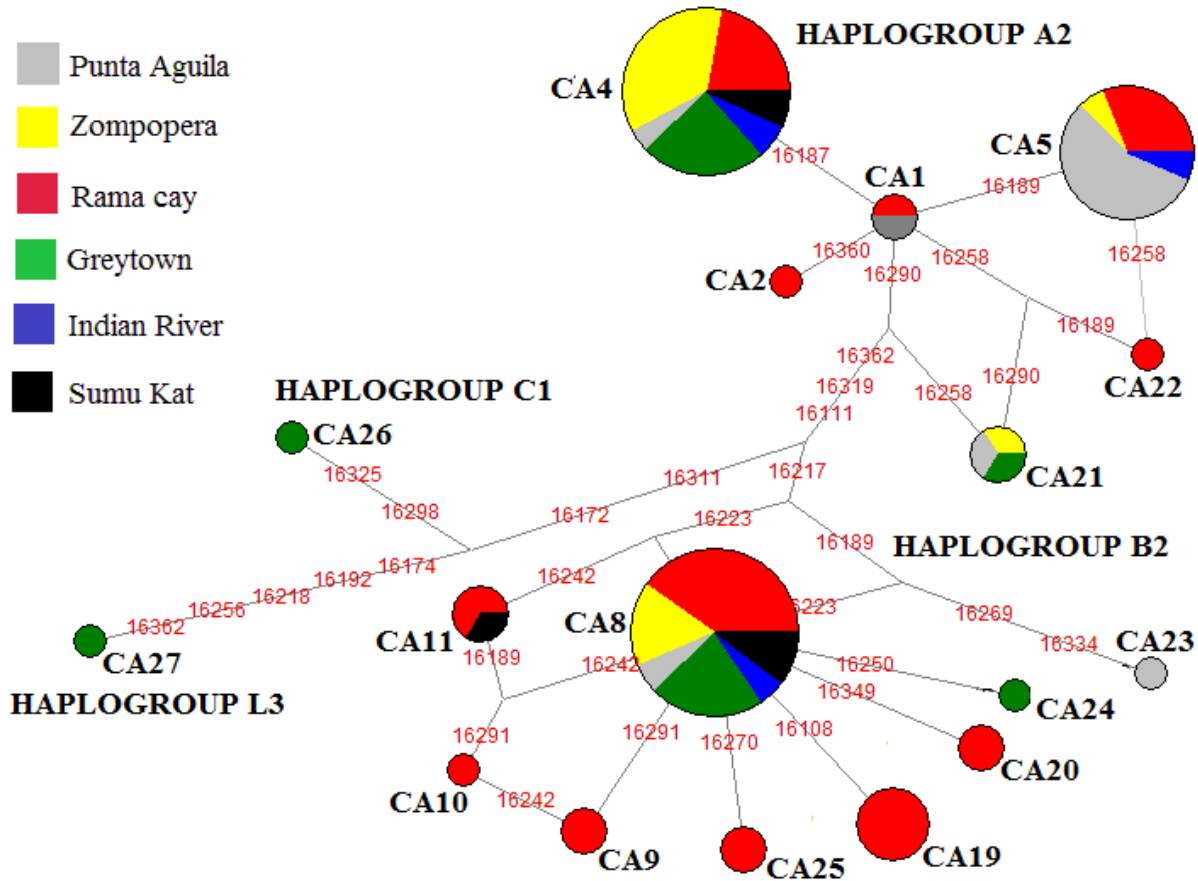 HAPLOGROUP A2
Punta Aguila
Zompopera
Rama cay
Greytown
Indian River
Sumu Kat
CA4
CA5
16187
CA1
16189
16360
16258
16290
16258
CA2
16189
CA22
16362
16319
16290
16258
16111
HAPLOGROUP C1
CA26
16217
16311
CA21
16325
16298
16172
16223
16189
HAPLOGROUP B2
16174
16192
16218
16256
16362
16242
16269
16334
CA23
CA27
HAPLOGROUP L3
CA11
CA8
16189
16242
16250
16349
CA24
16291
16291
16270
16108
CA20
CA10
16242
CA9
CA25
CA19